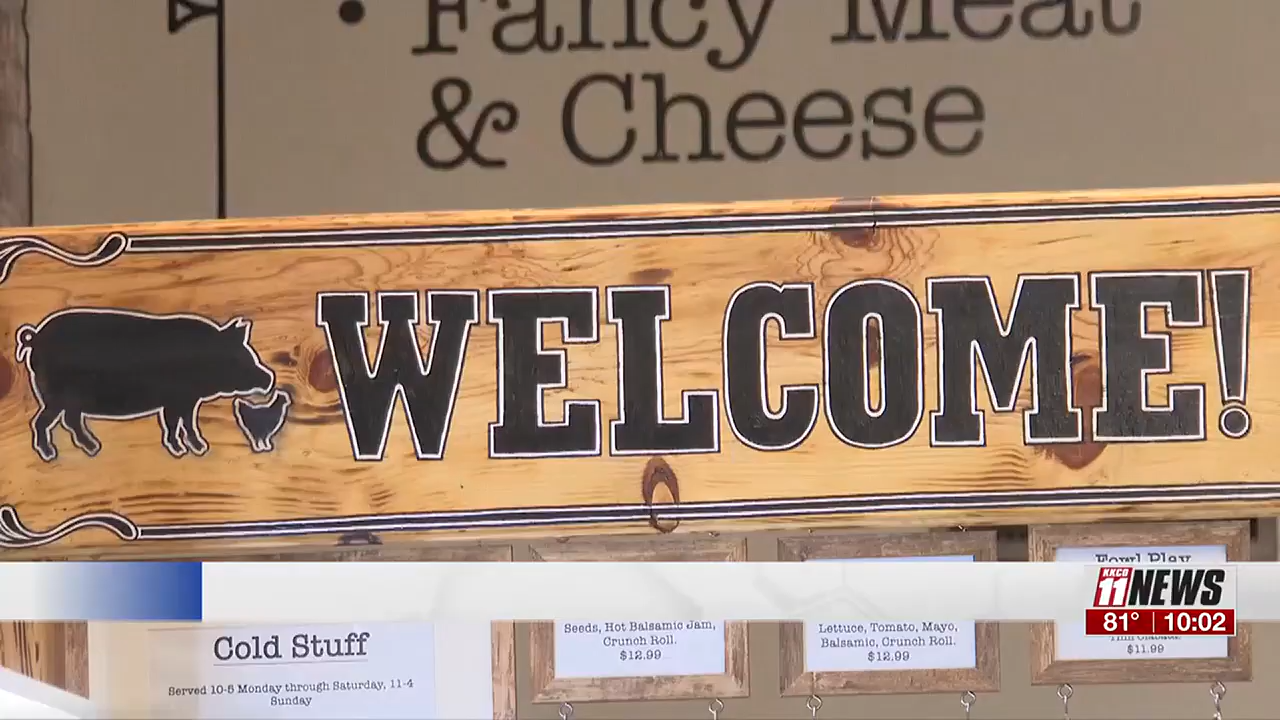 • Fancy Meat
& Cheese
WELCOME!
Cold Stuff
Served 10-5 Monday through Saturday, 11-4
Sunday
Seeds, Hot Balsamic Jam,
Crunch Roll.
$12.99
Lettuce, Tomato, Mayo,
Balsamic, Crunch Roll.
$12.99
Fowl Play
$11.99
KKCO
11 NEWS
81° | 10:02